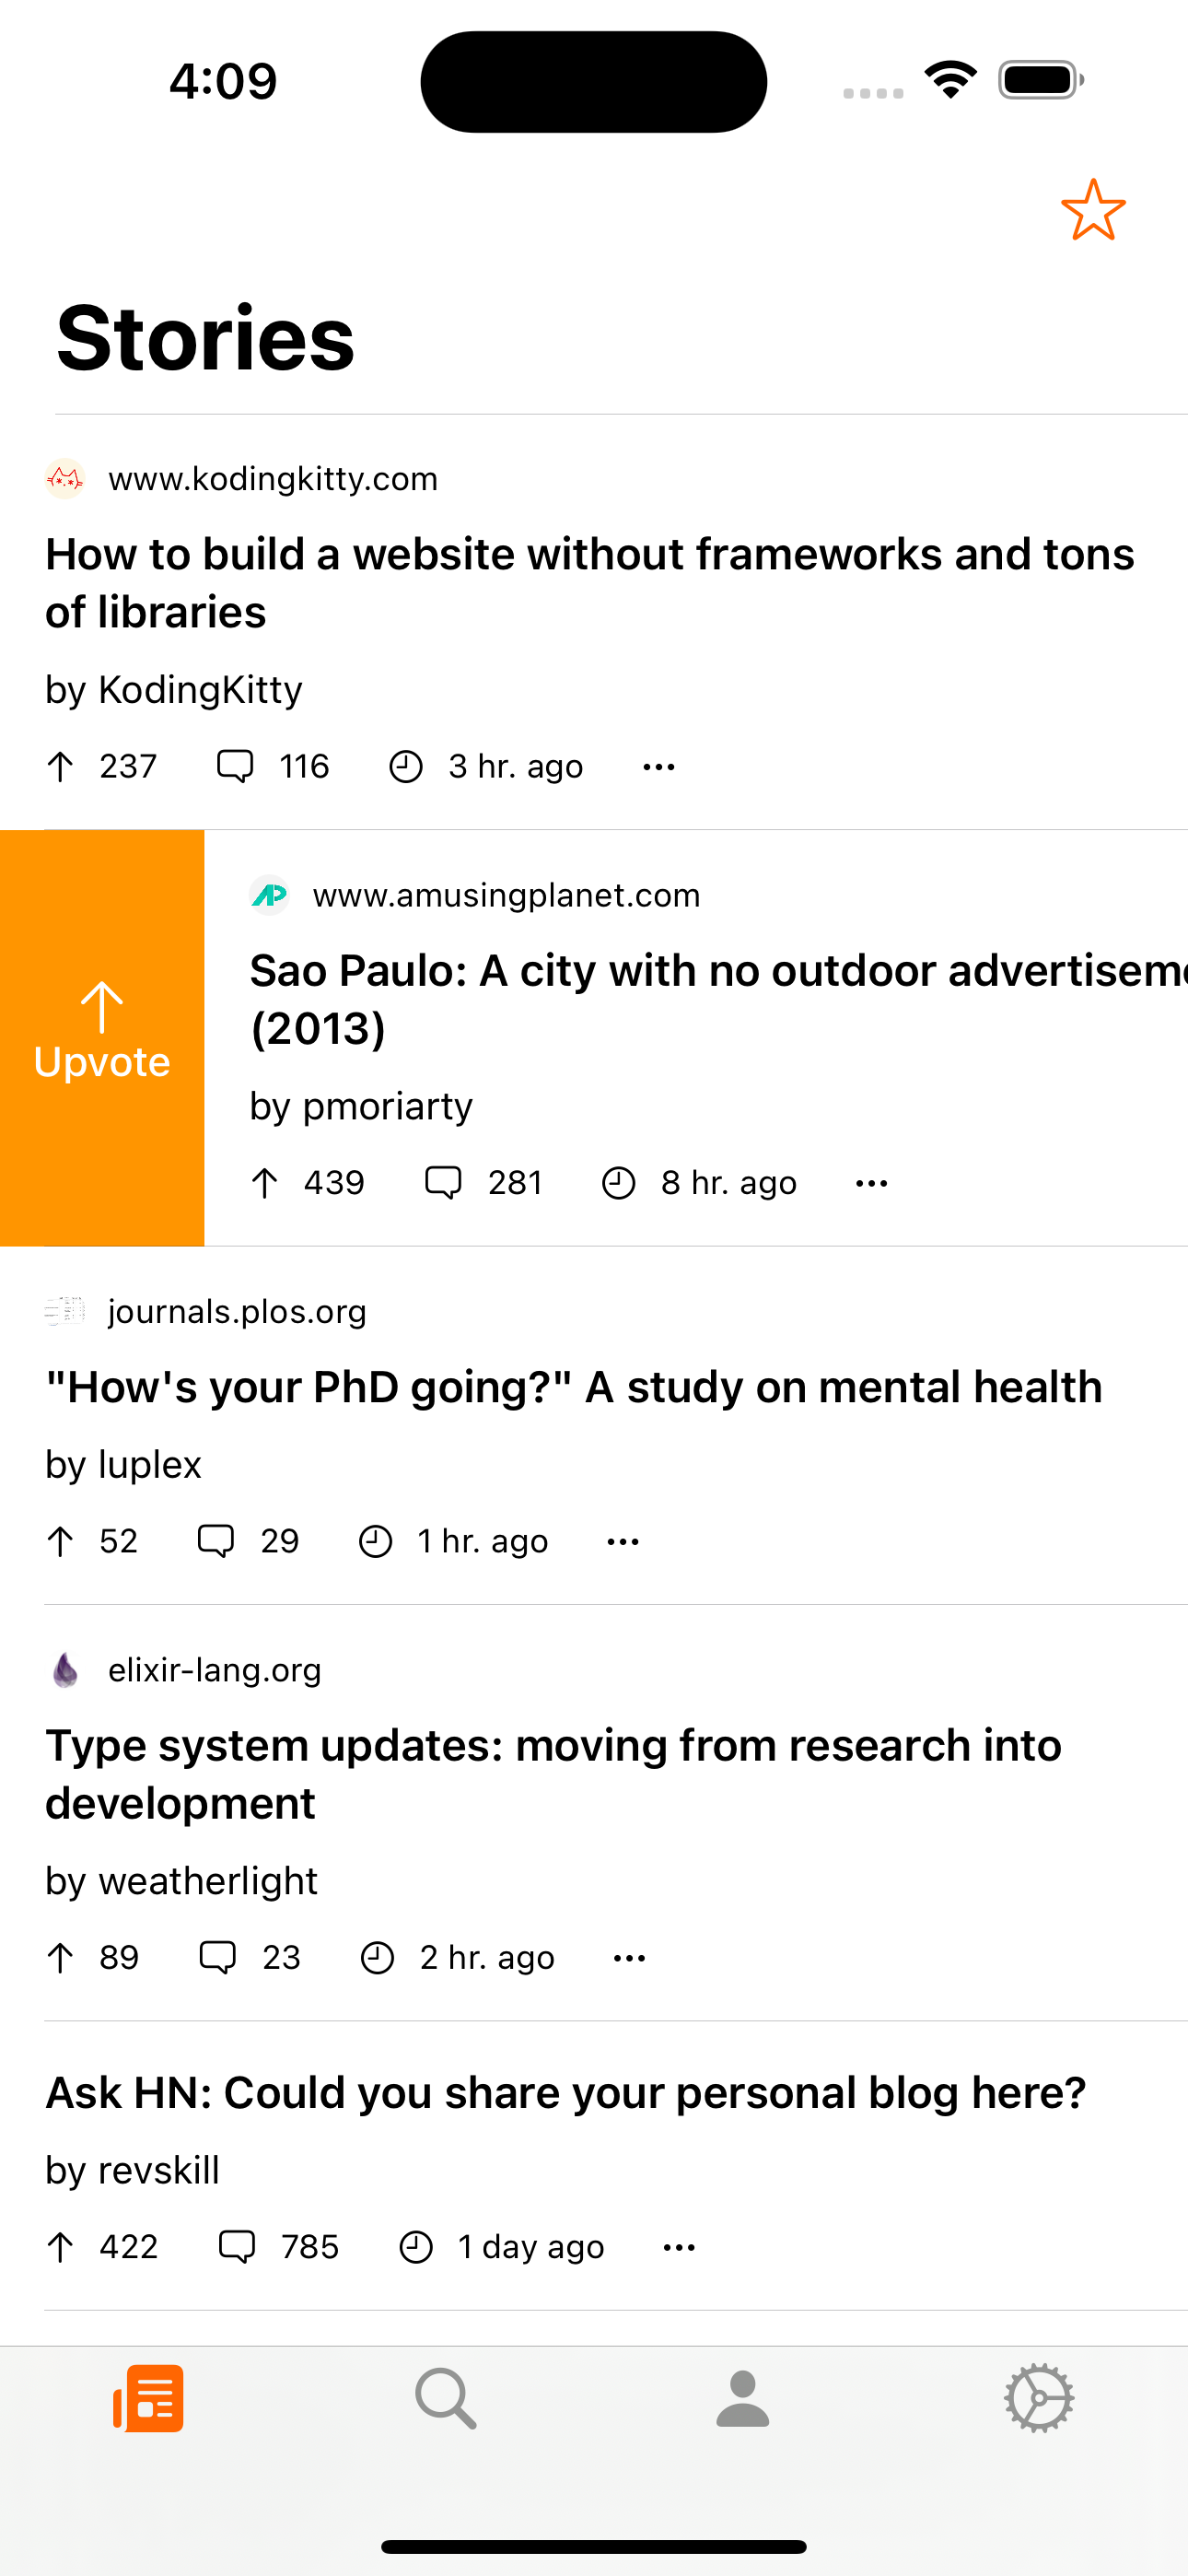 4:09
Stories
www.kodingkitty.com
How to build a website without frameworks and tons
of libraries
by KodingKitty
237 116 3 hr. ago
www.amusingplanet.com
Sao Paulo: A city with no outdoor advertisem
(2013)
Upvote
by pmoriarty
439 281 8 hr. ago
journals.plos.org
"How's your PhD going?" A study on mental health
by luplex
52 29 1 hr. ago
elixir-lang.org
Type system updates: moving from research into
development
by weatherlight
89 23 2 hr. ago
Ask HN: Could you share your personal blog here?
by revskill
422 785 1 day ago